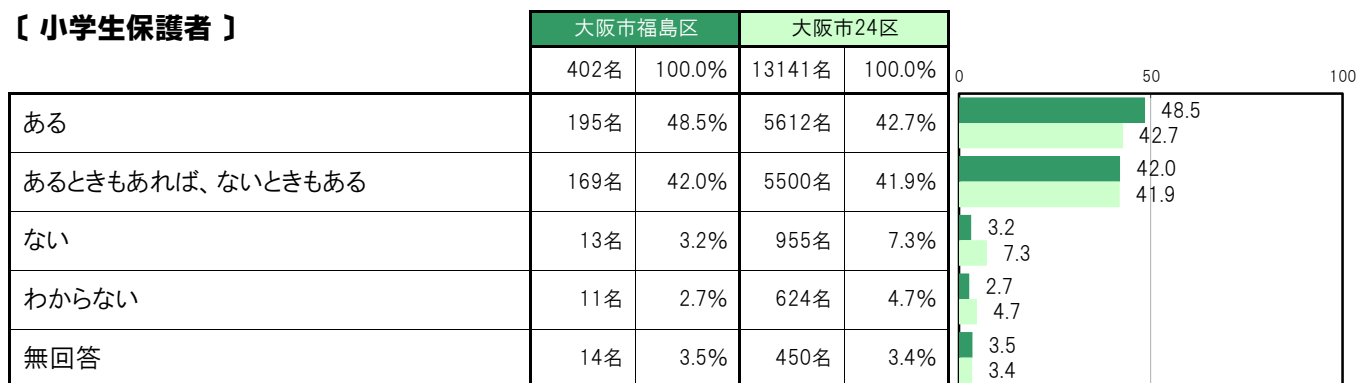 〔 小学生保護者 〕
大阪市福島区 大阪市24区
402名 100.0% 13141名 100.0%
0 50 100
ある 195名 48.5% 5612名 42.7%
48.5
42.7
あるときもあれば、ないときもある 169名 42.0% 5500名 41.9%
42.0
41.9
ない 13名 3.2% 955名 7.3%
3.2
7.3
わからない 11名 2.7% 624名 4.7%
2.7
4.7
無回答 14名 3.5% 450名 3.4%
3.5
3.4